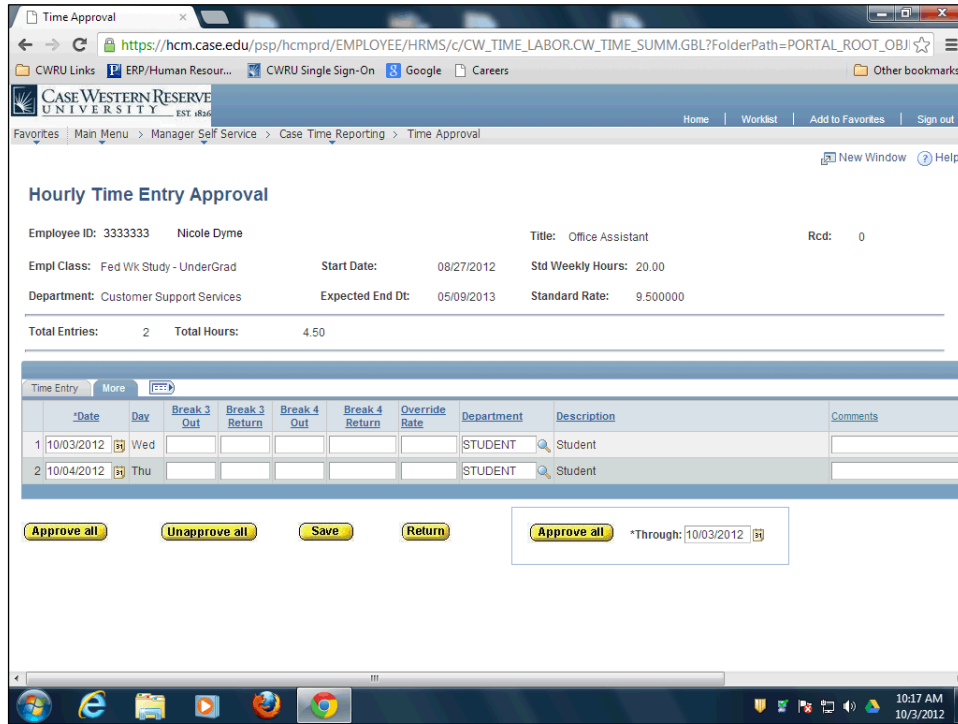 Time Approval
https://hcm.case.edu/psp/hcmprd/EMPLOYEE/HRMS/c/CW_TIME_LABOR.CW_TIME_SUMM.GBL?FolderPath=PORTAL_ROOT_OBJ
CWRU Links ERP/Human Resour... CWRU Single Sign-On Google Careers Other bookmarks
CASE WESTERN RESERVE
UNIVERSITY EST. 1826
Home | Worklist | Add to Favorites | Sign out
Favorites Main Menu > Manager Self Service > Case Time Reporting > Time Approval
New Window ? Help
Hourly Time Entry Approval
Employee ID: 3333333 Nicole Dyme Title: Office Assistant Rcd: 0
Empl Class: Fed Wk Study - UnderGrad Start Date: 08/27/2012 Std Weekly Hours: 20.00
Department: Customer Support Services Expected End Dt: 05/09/2013 Standard Rate: 9.500000
Total Entries: 2 Total Hours: 4.50
Time Entry More
*Date Day Break 3 Out Break 3 Return Break 4 Out Break 4 Return Override Rate Department Description Comments
1 10/03/2012 31 Wed STUDENT Student
2 10/04/2012 31 Thu STUDENT Student
Approve all Unapprove all Save Return Approve all *Through: 10/03/2012 31
10:17 AM
10/3/2012